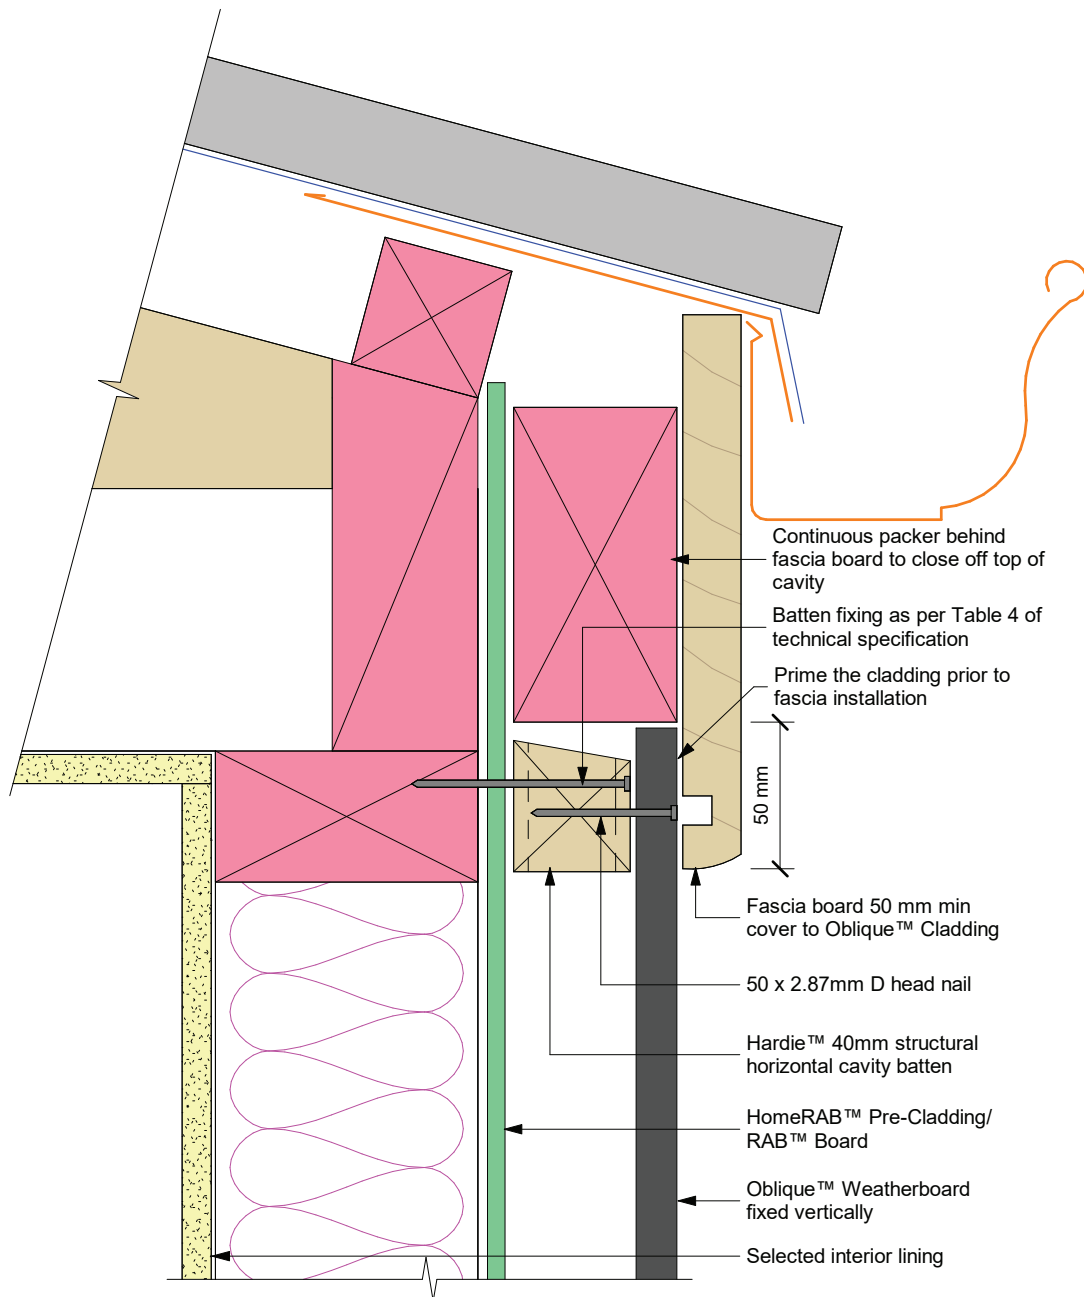 Continuous packer behind
fascia board to close off top of
cavity
Batten fixing as per Table 4 of
technical specification
Prime the cladding prior to
fascia installation
50 mm
Fascia board 50 mm min
cover to Oblique™ Cladding
50 x 2.87mm D head nail
Hardie™ 40mm structural
horizontal cavity batten
HomeRAB™ Pre-Cladding/
RAB™ Board
Oblique™ Weatherboard
fixed vertically
Selected interior lining